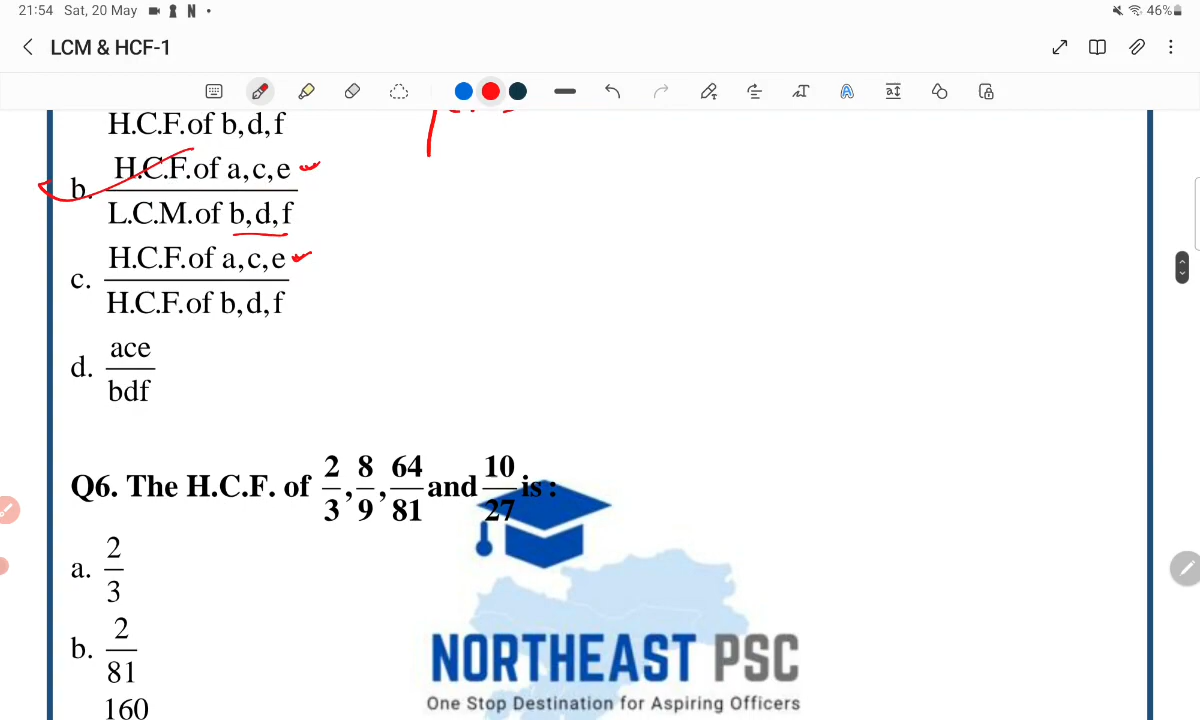 21:54 Sat, 20 May N • 46%
LCM & HCF-1
H.C.F.of b,d,f
b. H.C.F.of a,c,e
L.C.M.of b,d,f
c. H.C.F.of a,c,e
H.C.F.of b,d,f
d. ace
bdf
Q6. The H.C.F. of 2/3, 8/9, 64/81 and 10/27 is :
a. 2/3
b. 2/81
160
NORTHEAST PSC
One Stop Destination for Aspiring Officers